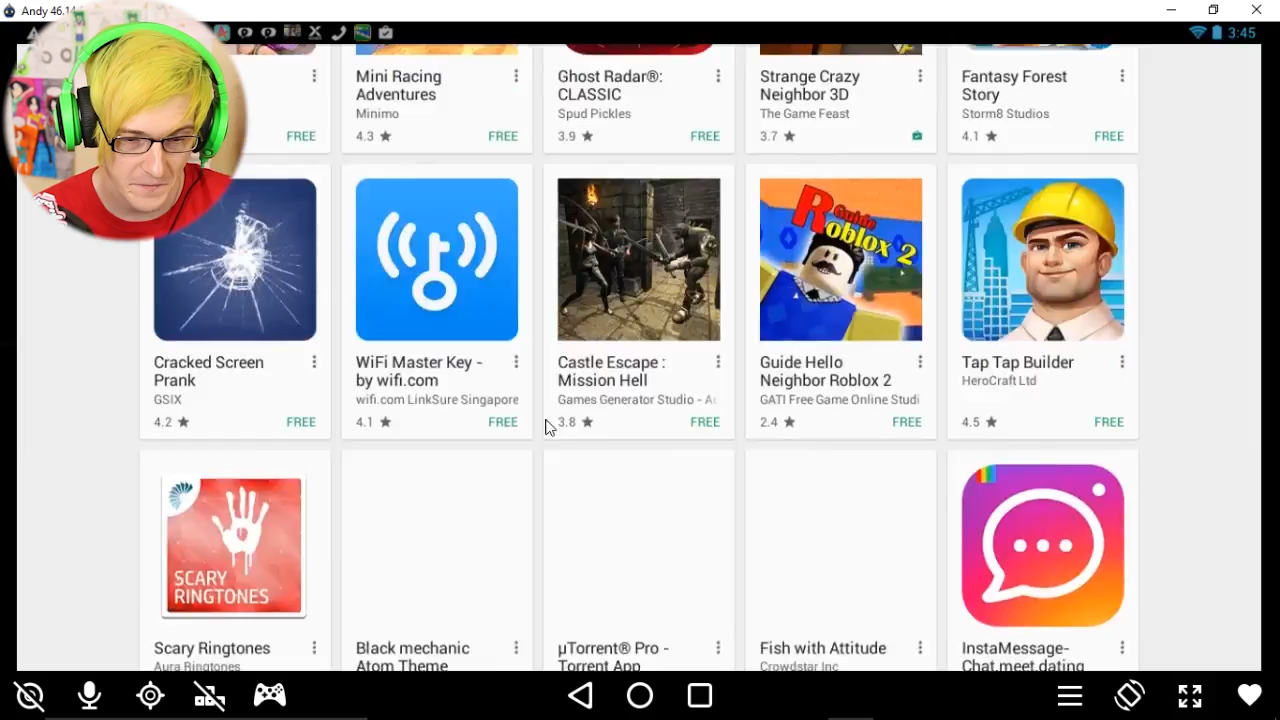 Andy 46.14
3:45
FREE
Mini Racing
Adventures
Minimo
4.3 ★ FREE
Ghost Radar®:
CLASSIC
Spud Pickles
3.9 ★ FREE
Strange Crazy
Neighbor 3D
The Game Feast
3.7 ★
Fantasy Forest
Story
Storm8 Studios
4.1 ★ FREE
Cracked Screen
Prank
GSIX
4.2 ★ FREE
WiFi Master Key -
by wifi.com
wifi.com LinkSure Singapore
4.1 ★ FREE
Castle Escape :
Mission Hell
Games Generator Studio - Ac
3.8 ★ FREE
Guide
Roblox 2
Guide Hello
Neighbor Roblox 2
GATI Free Game Online Studi
2.4 ★ FREE
Tap Tap Builder
HeroCraft Ltd
4.5 ★ FREE
SCARY
RINGTONES
Scary Ringtones
Aura Ringtones
Black mechanic
Atom Theme
µTorrent® Pro -
Torrent App
Fish with Attitude
Crowdstar Inc
InstaMessage-
Chat,meet,dating